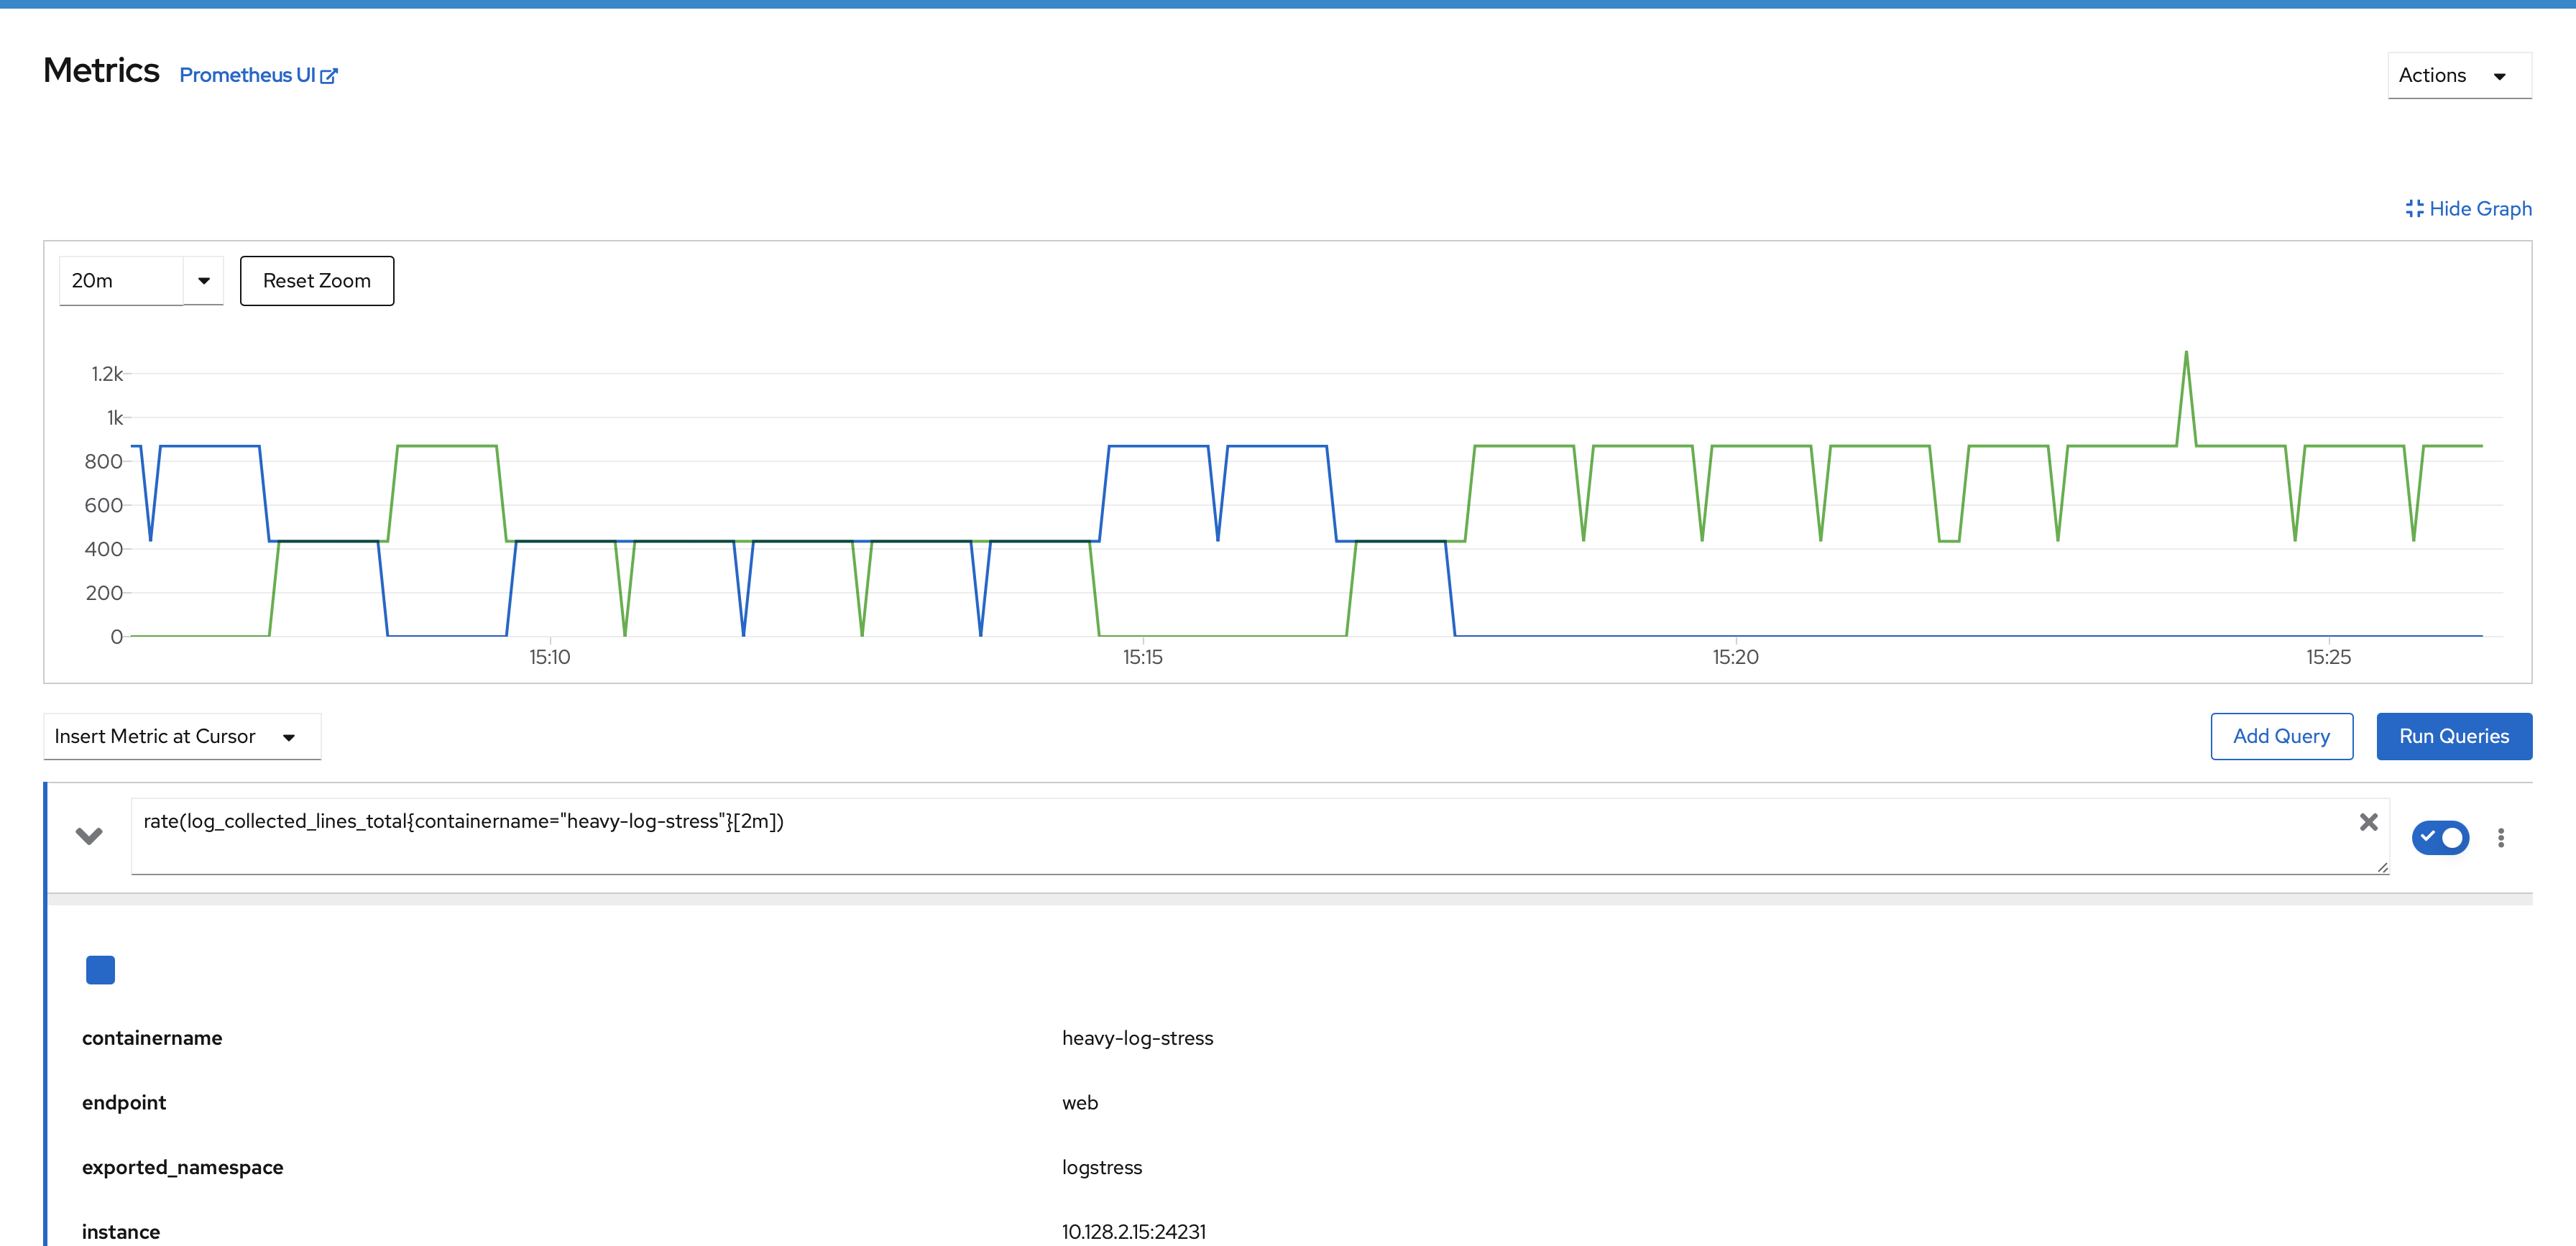 Metrics Prometheus UI
Actions
Hide Graph
20m Reset Zoom
1.2k
1k
800
600
400
200
0
15:10 15:15 15:20 15:25
Insert Metric at Cursor Add Query Run Queries
rate(log_collected_lines_total{containername="heavy-log-stress"}[2m])
containername heavy-log-stress
endpoint web
exported_namespace logstress
instance 10.128.2.15:24231